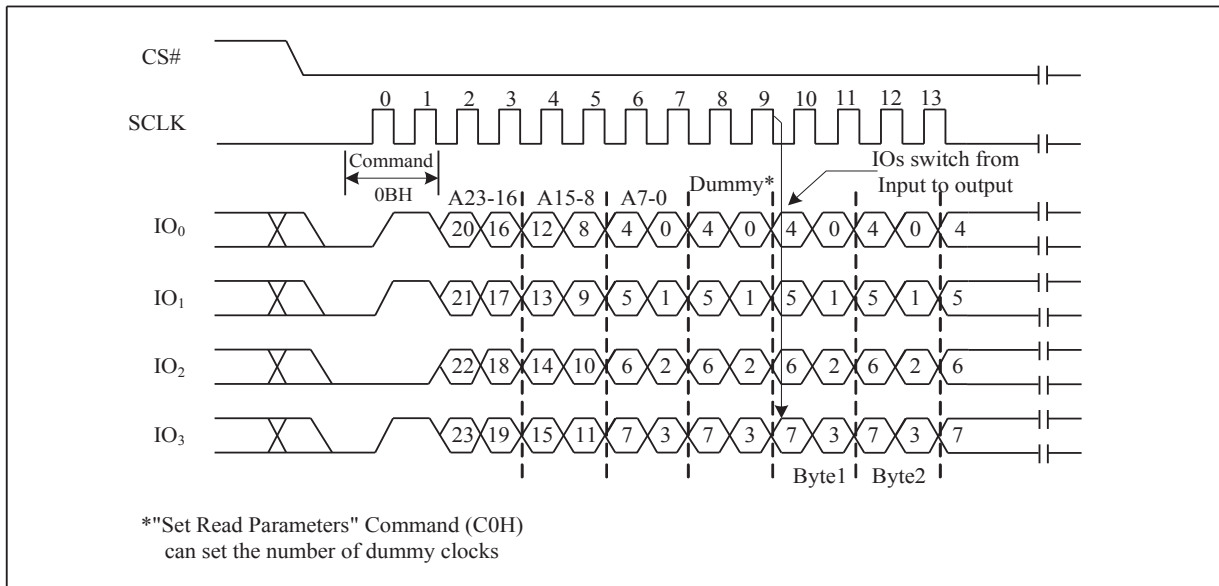 CS#
0 1 2 3 4 5 6 7 8 9 10 11 12 13
SCLK
Command
0BH
IOs switch from
Input to output
A23-16 A15-8 A7-0 Dummy*
IO0 20 16 12 8 4 0 4 0 4 0 4 0 4
IO1 21 17 13 9 5 1 5 1 5 1 5 1 5
IO2 22 18 14 10 6 2 6 2 6 2 6 2 6
IO3 23 19 15 11 7 3 7 3 7 3 7 3 7
Byte1 Byte2
*"Set Read Parameters" Command (C0H)
can set the number of dummy clocks